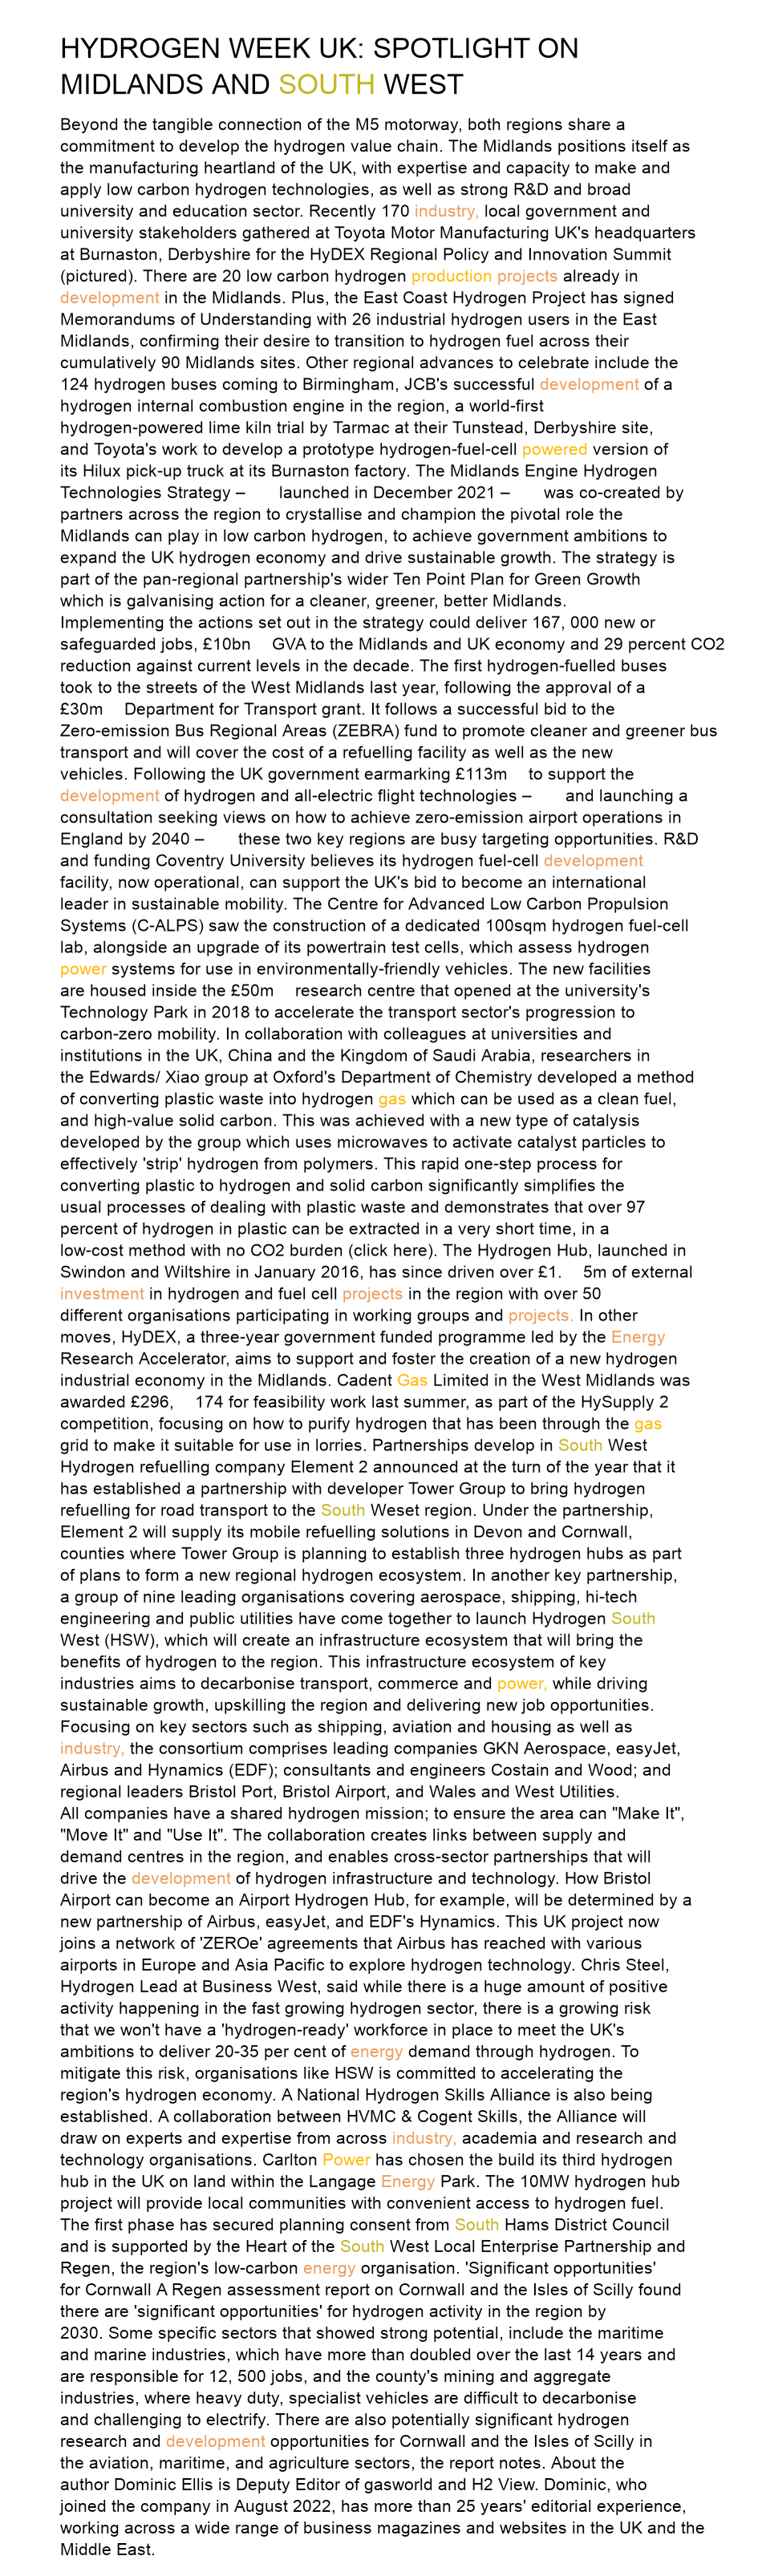 HYDROGEN WEEK UK: SPOTLIGHT ON
MIDLANDS AND SOUTH WEST
Beyond the tangible connection of the M5 motorway, both regions share a
commitment to develop the hydrogen value chain. The Midlands positions itself as
the manufacturing heartland of the UK, with expertise and capacity to make and
apply low carbon hydrogen technologies, as well as strong R&D and broad
university and education sector. Recently 170 industry, local government and
university stakeholders gathered at Toyota Motor Manufacturing UK's headquarters
at Burnaston, Derbyshire for the HyDEX Regional Policy and Innovation Summit
(pictured). There are 20 low carbon hydrogen production projects already in
development in the Midlands. Plus, the East Coast Hydrogen Project has signed
Memorandums of Understanding with 26 industrial hydrogen users in the East
Midlands, confirming their desire to transition to hydrogen fuel across their
cumulatively 90 Midlands sites. Other regional advances to celebrate include the
124 hydrogen buses coming to Birmingham, JCB's successful development of a
hydrogen internal combustion engine in the region, a world-first
hydrogen-powered lime kiln trial by Tarmac at their Tunstead, Derbyshire site,
and Toyota's work to develop a prototype hydrogen-fuel-cell powered version of
its Hilux pick-up truck at its Burnaston factory. The Midlands Engine Hydrogen
Technologies Strategy – launched in December 2021 – was co-created by
partners across the region to crystallise and champion the pivotal role the
Midlands can play in low carbon hydrogen, to achieve government ambitions to
expand the UK hydrogen economy and drive sustainable growth. The strategy is
part of the pan-regional partnership's wider Ten Point Plan for Green Growth
which is galvanising action for a cleaner, greener, better Midlands.
Implementing the actions set out in the strategy could deliver 167, 000 new or
safeguarded jobs, £10bn GVA to the Midlands and UK economy and 29 percent CO2
reduction against current levels in the decade. The first hydrogen-fuelled buses
took to the streets of the West Midlands last year, following the approval of a
£30m Department for Transport grant. It follows a successful bid to the
Zero-emission Bus Regional Areas (ZEBRA) fund to promote cleaner and greener bus
transport and will cover the cost of a refuelling facility as well as the new
vehicles. Following the UK government earmarking £113m to support the
development of hydrogen and all-electric flight technologies – and launching a
consultation seeking views on how to achieve zero-emission airport operations in
England by 2040 – these two key regions are busy targeting opportunities. R&D
and funding Coventry University believes its hydrogen fuel-cell development
facility, now operational, can support the UK's bid to become an international
leader in sustainable mobility. The Centre for Advanced Low Carbon Propulsion
Systems (C-ALPS) saw the construction of a dedicated 100sqm hydrogen fuel-cell
lab, alongside an upgrade of its powertrain test cells, which assess hydrogen
power systems for use in environmentally-friendly vehicles. The new facilities
are housed inside the £50m research centre that opened at the university's
Technology Park in 2018 to accelerate the transport sector's progression to
carbon-zero mobility. In collaboration with colleagues at universities and
institutions in the UK, China and the Kingdom of Saudi Arabia, researchers in
the Edwards/ Xiao group at Oxford's Department of Chemistry developed a method
of converting plastic waste into hydrogen gas which can be used as a clean fuel,
and high-value solid carbon. This was achieved with a new type of catalysis
developed by the group which uses microwaves to activate catalyst particles to
effectively 'strip' hydrogen from polymers. This rapid one-step process for
converting plastic to hydrogen and solid carbon significantly simplifies the
usual processes of dealing with plastic waste and demonstrates that over 97
percent of hydrogen in plastic can be extracted in a very short time, in a
low-cost method with no CO2 burden (click here). The Hydrogen Hub, launched in
Swindon and Wiltshire in January 2016, has since driven over £1. 5m of external
investment in hydrogen and fuel cell projects in the region with over 50
different organisations participating in working groups and projects. In other
moves, HyDEX, a three-year government funded programme led by the Energy
Research Accelerator, aims to support and foster the creation of a new hydrogen
industrial economy in the Midlands. Cadent Gas Limited in the West Midlands was
awarded £296, 174 for feasibility work last summer, as part of the HySupply 2
competition, focusing on how to purify hydrogen that has been through the gas
grid to make it suitable for use in lorries. Partnerships develop in South West
Hydrogen refuelling company Element 2 announced at the turn of the year that it
has established a partnership with developer Tower Group to bring hydrogen
refuelling for road transport to the South Weset region. Under the partnership,
Element 2 will supply its mobile refuelling solutions in Devon and Cornwall,
counties where Tower Group is planning to establish three hydrogen hubs as part
of plans to form a new regional hydrogen ecosystem. In another key partnership,
a group of nine leading organisations covering aerospace, shipping, hi-tech
engineering and public utilities have come together to launch Hydrogen South
West (HSW), which will create an infrastructure ecosystem that will bring the
benefits of hydrogen to the region. This infrastructure ecosystem of key
industries aims to decarbonise transport, commerce and power, while driving
sustainable growth, upskilling the region and delivering new job opportunities.
Focusing on key sectors such as shipping, aviation and housing as well as
industry, the consortium comprises leading companies GKN Aerospace, easyJet,
Airbus and Hynamics (EDF); consultants and engineers Costain and Wood; and
regional leaders Bristol Port, Bristol Airport, and Wales and West Utilities.
All companies have a shared hydrogen mission; to ensure the area can "Make It",
"Move It" and "Use It". The collaboration creates links between supply and
demand centres in the region, and enables cross-sector partnerships that will
drive the development of hydrogen infrastructure and technology. How Bristol
Airport can become an Airport Hydrogen Hub, for example, will be determined by a
new partnership of Airbus, easyJet, and EDF's Hynamics. This UK project now
joins a network of 'ZEROe' agreements that Airbus has reached with various
airports in Europe and Asia Pacific to explore hydrogen technology. Chris Steel,
Hydrogen Lead at Business West, said while there is a huge amount of positive
activity happening in the fast growing hydrogen sector, there is a growing risk
that we won't have a 'hydrogen-ready' workforce in place to meet the UK's
ambitions to deliver 20-35 per cent of energy demand through hydrogen. To
mitigate this risk, organisations like HSW is committed to accelerating the
region's hydrogen economy. A National Hydrogen Skills Alliance is also being
established. A collaboration between HVMC & Cogent Skills, the Alliance will
draw on experts and expertise from across industry, academia and research and
technology organisations. Carlton Power has chosen the build its third hydrogen
hub in the UK on land within the Langage Energy Park. The 10MW hydrogen hub
project will provide local communities with convenient access to hydrogen fuel.
The first phase has secured planning consent from South Hams District Council
and is supported by the Heart of the South West Local Enterprise Partnership and
Regen, the region's low-carbon energy organisation. 'Significant opportunities'
for Cornwall A Regen assessment report on Cornwall and the Isles of Scilly found
there are 'significant opportunities' for hydrogen activity in the region by
2030. Some specific sectors that showed strong potential, include the maritime
and marine industries, which have more than doubled over the last 14 years and
are responsible for 12, 500 jobs, and the county's mining and aggregate
industries, where heavy duty, specialist vehicles are difficult to decarbonise
and challenging to electrify. There are also potentially significant hydrogen
research and development opportunities for Cornwall and the Isles of Scilly in
the aviation, maritime, and agriculture sectors, the report notes. About the
author Dominic Ellis is Deputy Editor of gasworld and H2 View. Dominic, who
joined the company in August 2022, has more than 25 years' editorial experience,
working across a wide range of business magazines and websites in the UK and the
Middle East.